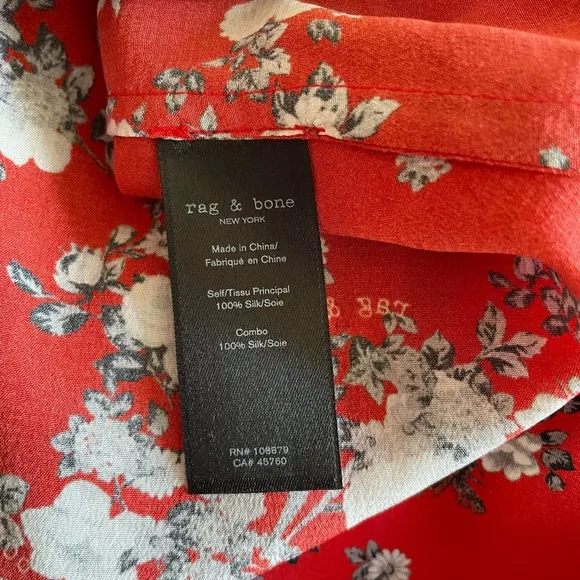 rag & bone
NEW YORK
Made in China/
Fabriqué en Chine
Self/Tissu Principal
100% Silk/Soie
Combo
100% Silk/Soie
RN# 108879
CA# 45760
rag &